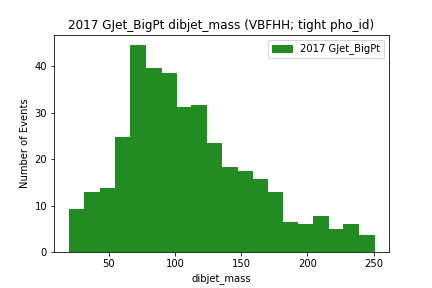 2017 GJet_BigPt dibjet_mass (VBFHH; tight pho_id)
2017 GJet_BigPt
Number of Events
40
30
20
10
0
50 100 150 200 250
dibjet_mass